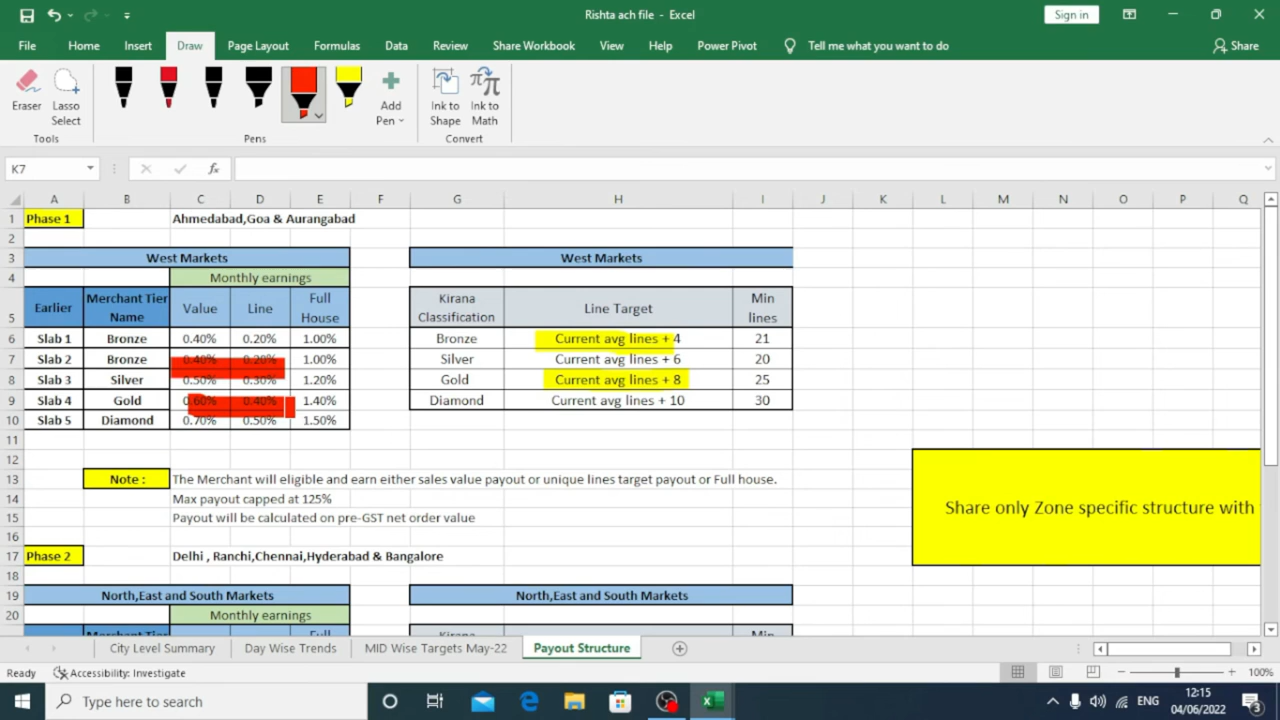 Rishta ach file - Excel
Sign in
File Home Insert Draw Page Layout Formulas Data Review Share Workbook View Help Power Pivot Tell me what you want to do Share
Eraser Lasso Select Add Pen Ink to Shape Ink to Math
Tools Pens Convert
K7 fx
A B C D E F G H I J K L M N O P Q
1 Phase 1 Ahmedabad,Goa & Aurangabad
2
3 West Markets West Markets
4 Monthly earnings
5 Earlier Merchant Tier Name Value Line Full House Kirana Classification Line Target Min lines
6 Slab 1 Bronze 0.40% 0.20% 1.00% Bronze Current avg lines + 4 21
7 Slab 2 Bronze 0.40% 0.20% 1.00% Silver Current avg lines + 6 20
8 Slab 3 Silver 0.50% 0.30% 1.20% Gold Current avg lines + 8 25
9 Slab 4 Gold 0.60% 0.40% 1.40% Diamond Current avg lines + 10 30
10 Slab 5 Diamond 0.70% 0.50% 1.50%
11
12
13 Note : The Merchant will eligible and earn either sales value payout or unique lines target payout or Full house.
14 Max payout capped at 125%
15 Payout will be calculated on pre-GST net order value
Share only Zone specific structure with
16
17 Phase 2 Delhi , Ranchi,Chennai,Hyderabad & Bangalore
18
19 North,East and South Markets North,East and South Markets
20 Monthly earnings
Merchant Tier Full Kirana Min
City Level Summary Day Wise Trends MID Wise Targets May-22 Payout Structure
Ready Accessibility: Investigate 100%
Type here to search ENG 12:15
04/06/2022 3